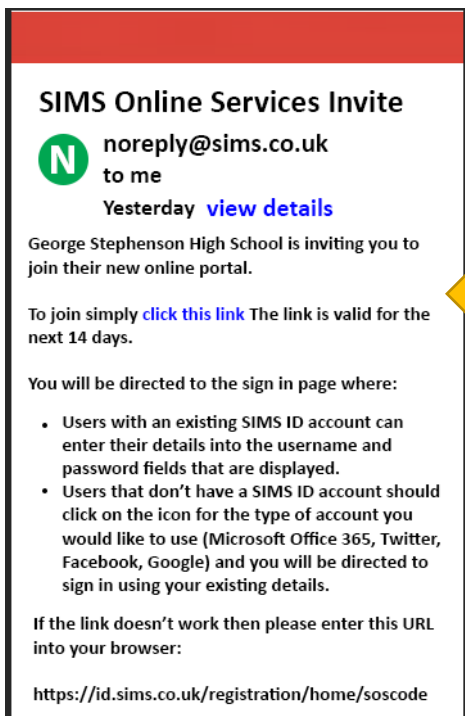 SIMS Online Services Invite
N
noreply@sims.co.uk
to me
Yesterday view details
George Stephenson High School is inviting you to
join their new online portal.
To join simply click this link The link is valid for the
next 14 days.
You will be directed to the sign in page where:
• Users with an existing SIMS ID account can
enter their details into the username and
password fields that are displayed.
• Users that don't have a SIMS ID account should
click on the icon for the type of account you
would like to use (Microsoft Office 365, Twitter,
Facebook, Google) and you will be directed to
sign in using your existing details.
If the link doesn't work then please enter this URL
into your browser:
https://id.sims.co.uk/registration/home/soscode